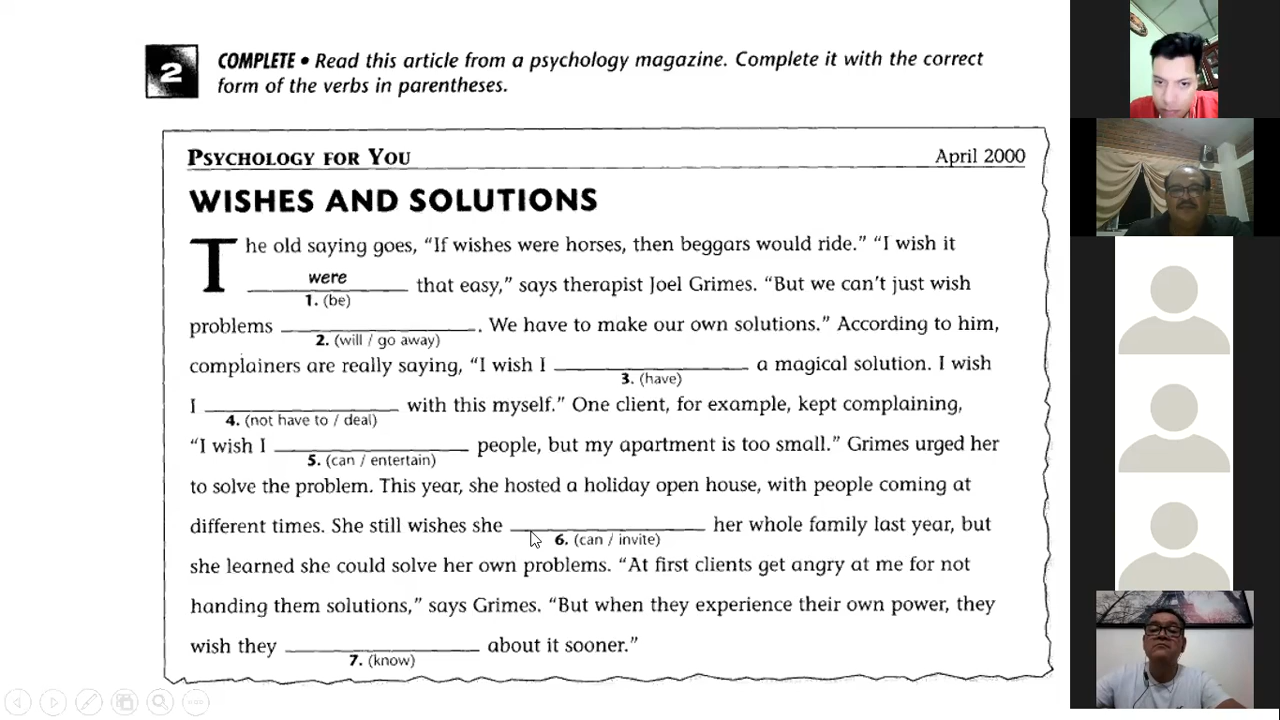 2
COMPLETE • Read this article from a psychology magazine. Complete it with the correct
form of the verbs in parentheses.
PSYCHOLOGY FOR YOU April 2000
WISHES AND SOLUTIONS
The old saying goes, “If wishes were horses, then beggars would ride.” “I wish it
were that easy,” says therapist Joel Grimes. “But we can’t just wish
1. (be)
problems ____________. We have to make our own solutions.” According to him,
2. (will / go away)
complainers are really saying, “I wish I ____________ a magical solution. I wish
3. (have)
I ____________ with this myself.” One client, for example, kept complaining,
4. (not have to / deal)
“I wish I ____________ people, but my apartment is too small.” Grimes urged her
5. (can / entertain)
to solve the problem. This year, she hosted a holiday open house, with people coming at
different times. She still wishes she ____________ her whole family last year, but
6. (can / invite)
she learned she could solve her own problems. “At first clients get angry at me for not
handing them solutions,” says Grimes. “But when they experience their own power, they
wish they ____________ about it sooner.”
7. (know)